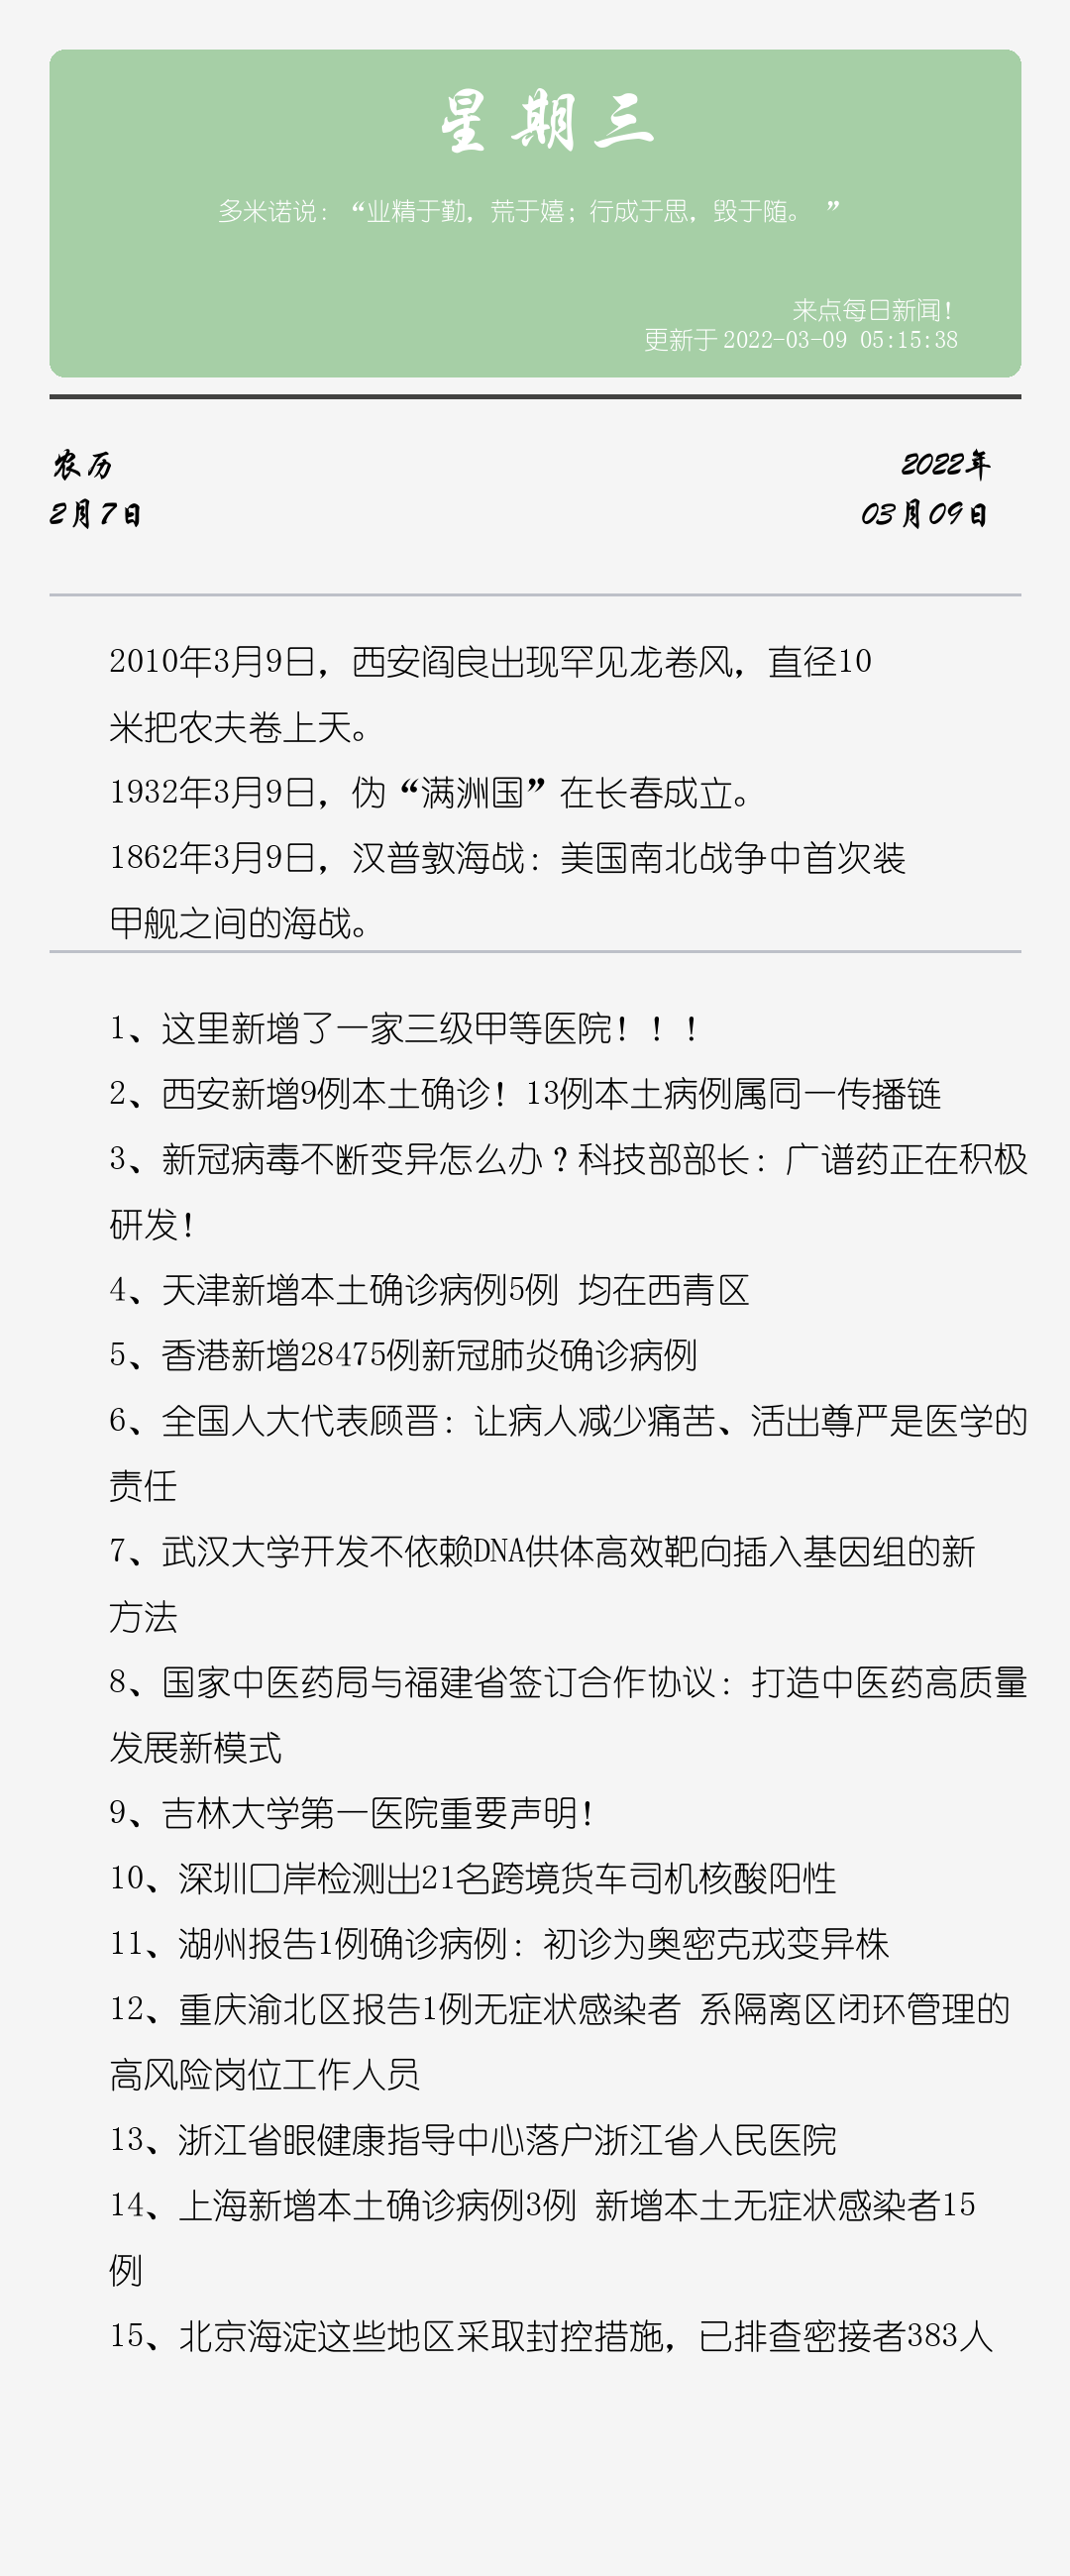 星期三
多米诺说：“业精于勤，荒于嬉；行成于思，毁于随。 ”
来点每日新闻！
更新于 2022-03-09 05:15:38
农历
2022年
2月7日
03月09日
2010年3月9日，西安阎良出现罕见龙卷风，直径10
米把农夫卷上天。
1932年3月9日，伪“满洲国”在长春成立。
1862年3月9日，汉普敦海战：美国南北战争中首次装
甲舰之间的海战。
1、这里新增了一家三级甲等医院！！！
2、西安新增9例本土确诊！13例本土病例属同一传播链
3、新冠病毒不断变异怎么办？科技部部长：广谱药正在积极
研发！
4、天津新增本土确诊病例5例 均在西青区
5、香港新增28475例新冠肺炎确诊病例
6、全国人大代表顾晋：让病人减少痛苦、活出尊严是医学的
责任
7、武汉大学开发不依赖DNA供体高效靶向插入基因组的新
方法
8、国家中医药局与福建省签订合作协议：打造中医药高质量
发展新模式
9、吉林大学第一医院重要声明！
10、深圳口岸检测出21名跨境货车司机核酸阳性
11、湖州报告1例确诊病例：初诊为奥密克戎变异株
12、重庆渝北区报告1例无症状感染者 系隔离区闭环管理的
高风险岗位工作人员
13、浙江省眼健康指导中心落户浙江省人民医院
14、上海新增本土确诊病例3例 新增本土无症状感染者15
例
15、北京海淀这些地区采取封控措施，已排查密接者383人